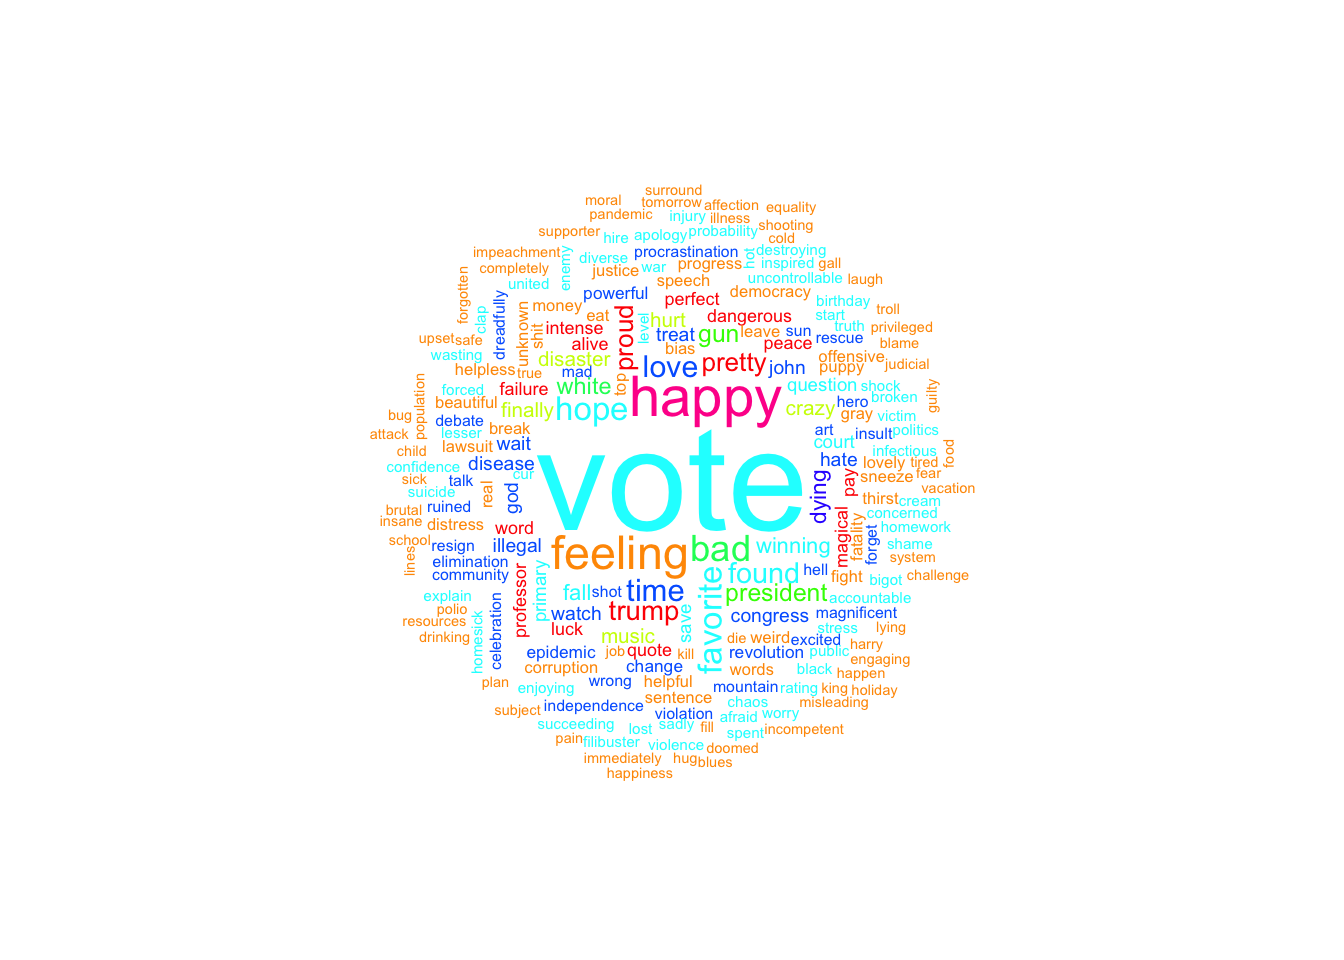 surround
moral
tomorrow
affection
equality
pandemic
injury
illness
shooting
supporter
hire
apology
probability
cold
impeachment
enemy
diverse
war
procrastination
progress
hot
destroying
inspired
gall
completely
justice
speech
uncontrollable
laugh
forgotten
united
powerful
perfect
democracy
birthday
troll
clap
dreadfully
money
eat
proud
level
hurt
dangerous
start
truth
privileged
unknown
shit
intense
treat
gun
leave
sun
rescue
upset
safe
alive
bias
peace
blame
wasting
disaster
love
pretty
john
offensive
puppy
judicial
helpless
true
mad
top
happy
question
shock
forced
failure
white
hero
broken
guilty
population
beautiful
finally
hope
crazy
gray
victim
bug
debate
break
art
insult
politics
attack
lesser
lawsuit
wait
court
infectious
food
child
confidence
disease
cur
vote
hate
lovely
tired
sick
talk
real
god
dying
pay
sneeze
fear
vacation
suicide
ruined
thirst
cream
brutal
insane
distress
word
magical
fatality
forget
concerned
homework
school
lines
resign
illegal
feeling
bad
winning
shame
system
elimination
community
professor
primary
favorite
found
hell
fight
bigot
challenge
explain
fall
shot
time
president
accountable
polio
resources
celebration
watch
trump
save
congress
magnificent
drinking
homesick
luck
music
stress
lying
epidemic
job
quote
kill
die
weird
excited
harry
corruption
change
revolution
public
engaging
plan
wrong
helpful
words
black
happen
enjoying
sentence
mountain
rating
king
holiday
subject
independence
violation
chaos
misleading
succeeding
lost
sadly
fill
afraid
worry
pain
filibuster
violence
spent
incompetent
immediately
hug
blues
doomed
happiness